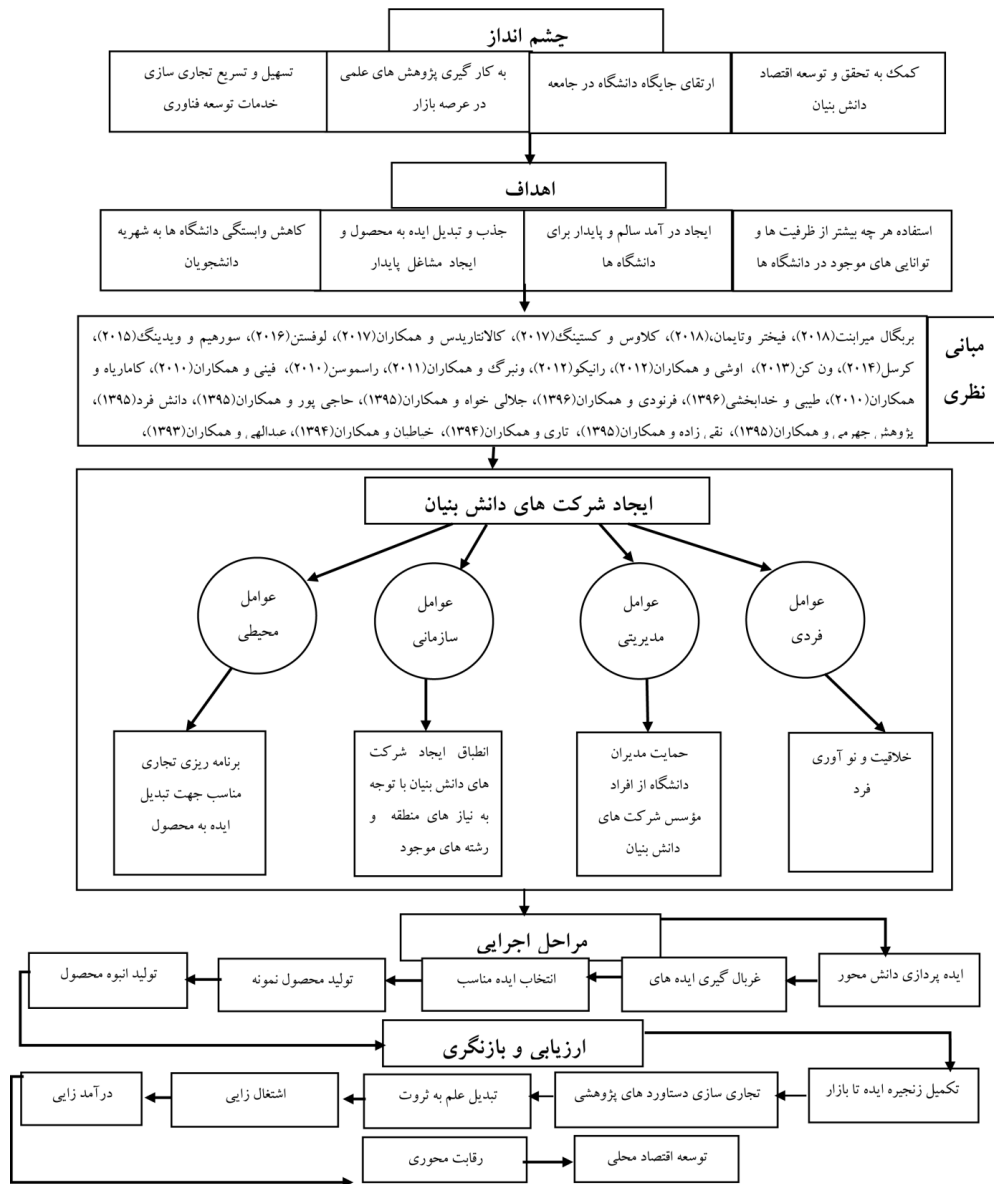 چشم انداز
کمک به تحقق و توسعه اقتصاد
دانش بنیان
ارتقای جایگاه دانشگاه در جامعه
به کار گیری پژوهش های علمی
در عرصه بازار
تسهیل و تسریع تجاری سازی
خدمات توسعه فناوری
اهداف
استفاده هر چه بیشتر از ظرفیت ها و
توانایی های موجود در دانشگاه ها
ایجاد در آمد سالم و پایدار برای
دانشگاه ها
جذب و تبدیل ایده به محصول و
ایجاد مشاغل پایدار
کاهش وابستگی دانشگاه ها به شهریه
دانشجویان
مبانی
نظری
بربگال میرابنت(۲۰۱۸)، فیختر وتایمان،(۲۰۱۸)، کلاوس و کستینگ(۲۰۱۷)، کالانتاریدس و همکاران(۲۰۱۷)، لوفستن(۲۰۱۶)، سورهیم و ویدینگ(۲۰۱۵)،
کرسل(۲۰۱۴)، ون کن(۲۰۱۳)، اوشی و همکاران(۲۰۱۲)، رانیکو(۲۰۱۲)، ونبرگ و همکاران(۲۰۱۱)، راسموسن(۲۰۱۰)، فینی و همکاران(۲۰۱۰)، کاماریاه و
همکاران(۲۰۱۰)، طیبی و خدابخشی(۱۳۹۶)، فرنودی و همکاران(۱۳۹۶)، جلالی خواه و همکاران(۱۳۹۵)، حاجی پور و همکاران(۱۳۹۵)، دانش فرد(۱۳۹۵)،
پژوهش جهرمی و همکاران(۱۳۹۵)، نقی زاده و همکاران(۱۳۹۵)، تاری و همکاران(۱۳۹۴)، خیاطیان و همکاران(۱۳۹۴)، عبدالهی و همکاران(۱۳۹۳)،
ایجاد شرکت های دانش بنیان
عوامل
فردی
عوامل
مدیریتی
عوامل
سازمانی
عوامل
محیطی
خلاقیت و نو آوری
فرد
حمایت مدیران
دانشگاه از افراد
مؤسس شرکت های
دانش بنیان
انطباق ایجاد شرکت
های دانش بنیان با توجه
به نیاز های منطقه و
رشته های موجود
برنامه ریزی تجاری
مناسب جهت تبدیل
ایده به محصول
مراحل اجرایی
ایده پردازی دانش محور
غربال گیری ایده های
انتخاب ایده مناسب
تولید محصول نمونه
تولید انبوه محصول
ارزیابی و بازنگری
تکمیل زنجیره ایده تا بازار
تجاری سازی دستاورد های پژوهشی
تبدیل علم به ثروت
اشتغال زایی
درآمد زایی
رقابت محوری
توسعه اقتصاد محلی